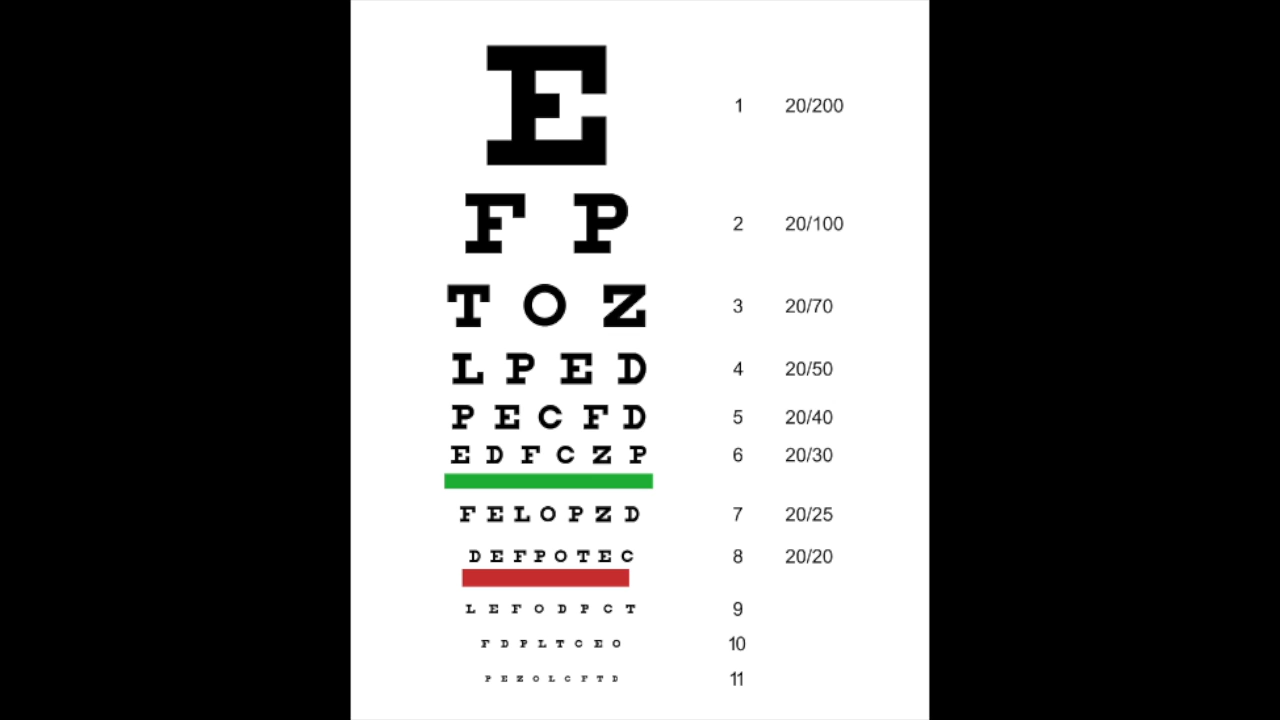 E 1 20/200
F P 2 20/100
T O Z 3 20/70
L P E D 4 20/50
P E C F D 5 20/40
E D F C Z P 6 20/30
F E L O P Z D 7 20/25
D E F P O T E C 8 20/20
L E F O D P C T 9
F D P L T C E O 10
P E Z O L C F T D 11